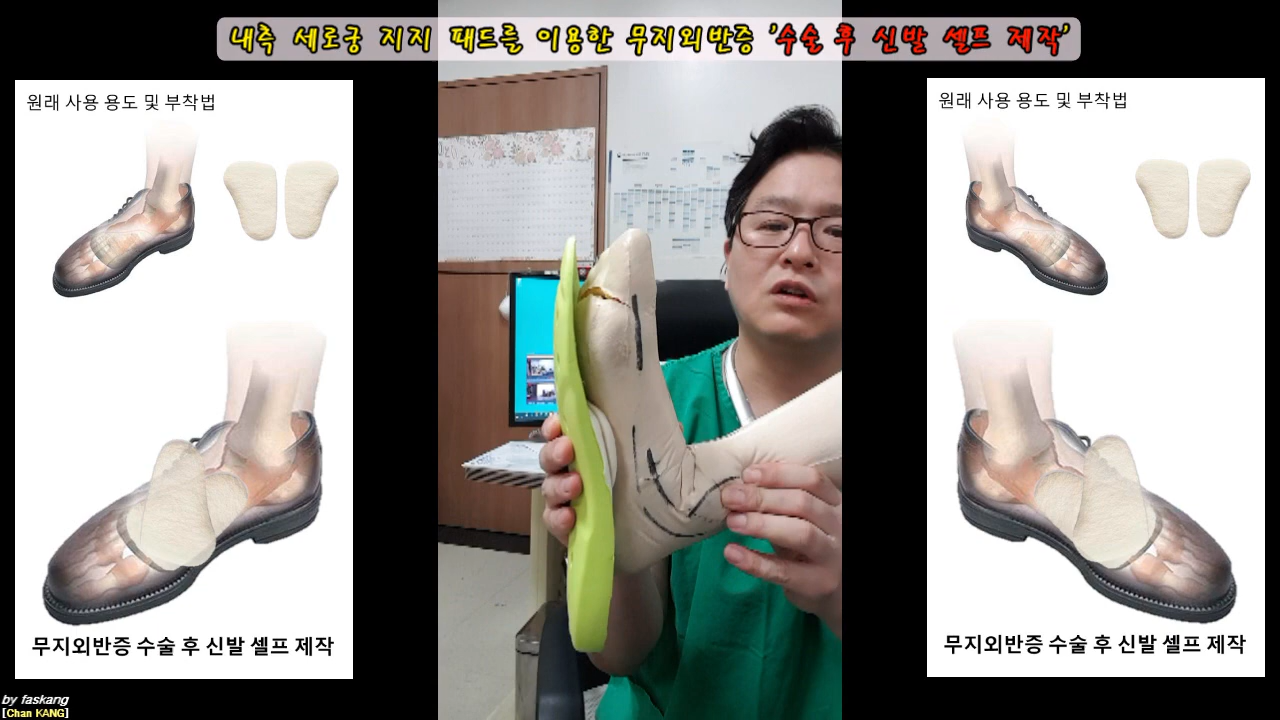 내측 세로궁 지지 패드를 이용한 무지외반증 '수술 후 신발 셀프 제작'
원래 사용 용도 및 부착법
무지외반증 수술 후 신발 셀프 제작
원래 사용 용도 및 부착법
무지외반증 수술 후 신발 셀프 제작
by faskang
[Chan KANG]